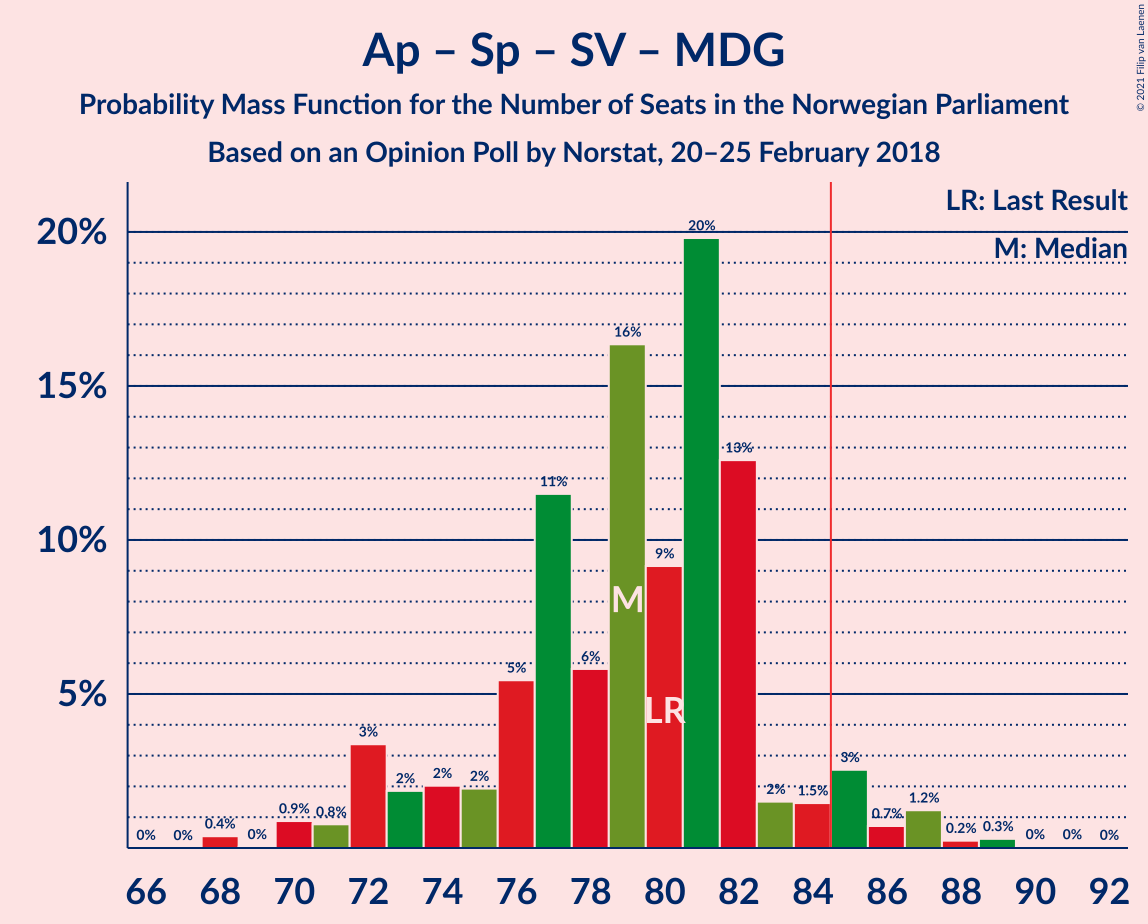 Ap – Sp – SV – MDG
Probability Mass Function for the Number of Seats in the Norwegian Parliament
Based on an Opinion Poll by Norstat, 20–25 February 2018
© 2021 Filip van Laenen
LR: Last Result
M: Median
20%
15%
10%
5%
0% 0% 0.4% 0% 0.9% 0.8% 3% 2% 2% 2% 5% 11% 6% 16% 9% 20% 13% 2% 1.5% 3% 0.7% 1.2% 0.2% 0.3% 0% 0% 0%
M
LR
66 68 70 72 74 76 78 80 82 84 86 88 90 92